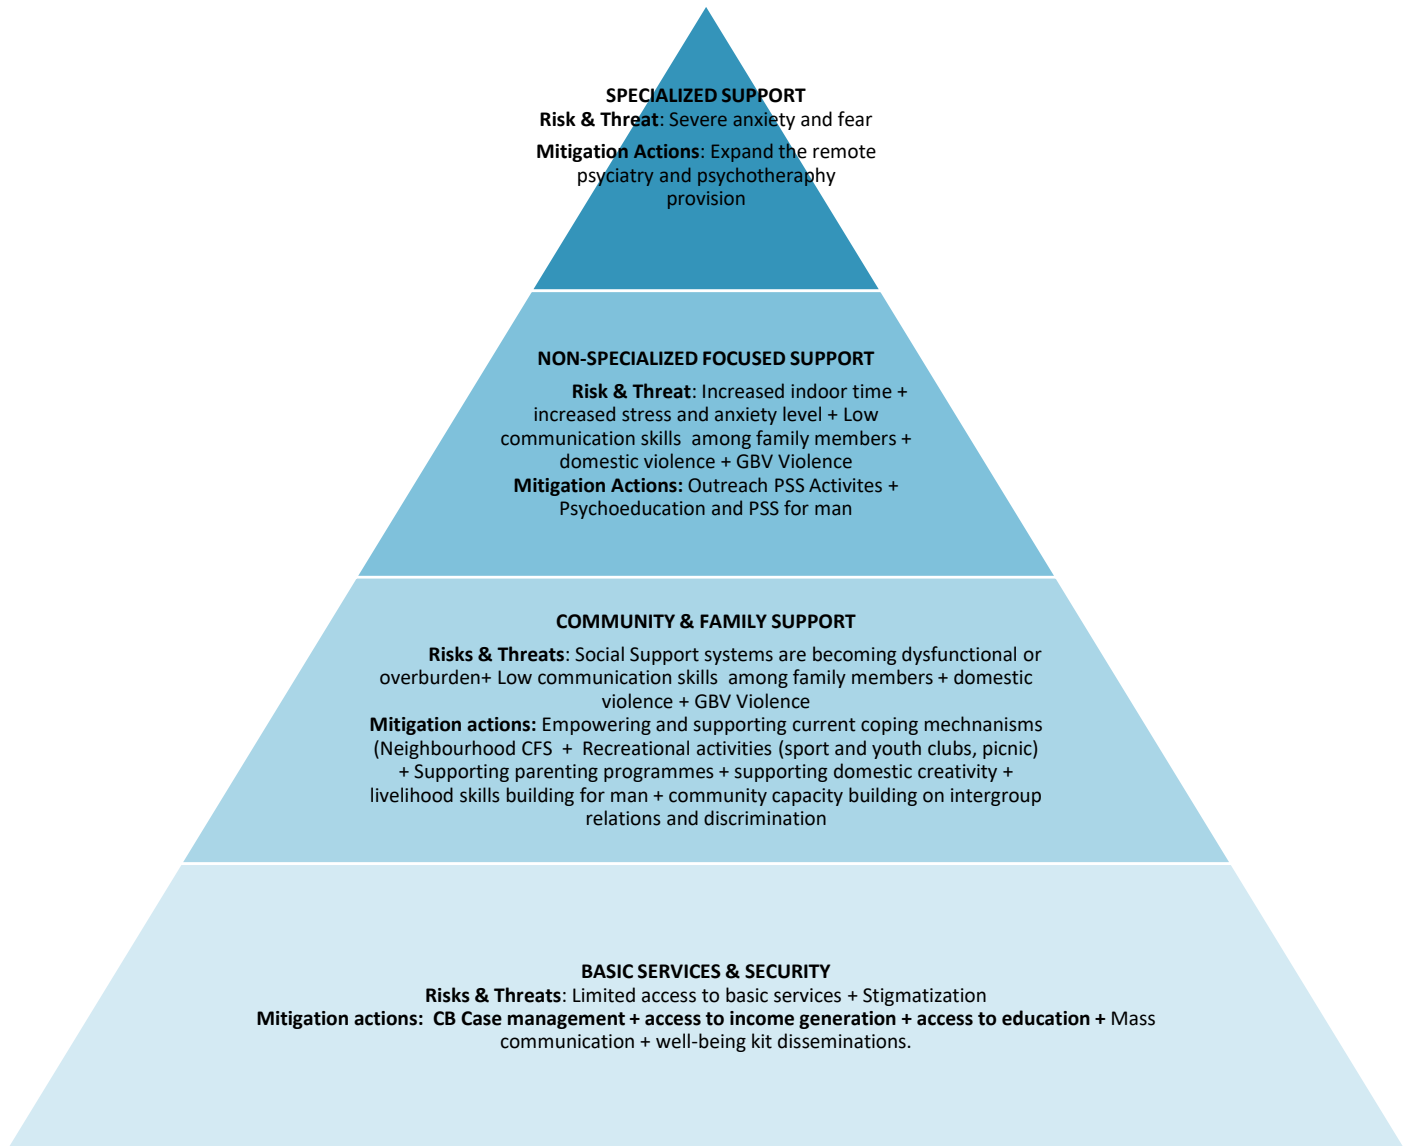 SPECIALIZED SUPPORT
Risk & Threat: Severe anxiety and fear
Mitigation Actions: Expand the remote
psyciatry and psychotheraphy
provision
NON-SPECIALIZED FOCUSED SUPPORT
Risk & Threat: Increased indoor time +
increased stress and anxiety level + Low
communication skills  among family members +
domestic violence + GBV Violence
Mitigation Actions: Outreach PSS Activites +
Psychoeducation and PSS for man
COMMUNITY & FAMILY SUPPORT
Risks & Threats: Social Support systems are becoming dysfunctional or
overburden+ Low communication skills  among family members + domestic
violence + GBV Violence
Mitigation actions: Empowering and supporting current coping mechnanisms
(Neighbourhood CFS  +  Recreational activities (sport and youth clubs, picnic)
+ Supporting parenting programmes + supporting domestic creativity +
livelihood skills building for man + community capacity building on intergroup
relations and discrimination
BASIC SERVICES & SECURITY
Risks & Threats: Limited access to basic services + Stigmatization
Mitigation actions:  CB Case management + access to income generation + access to education + Mass
communication + well-being kit disseminations.